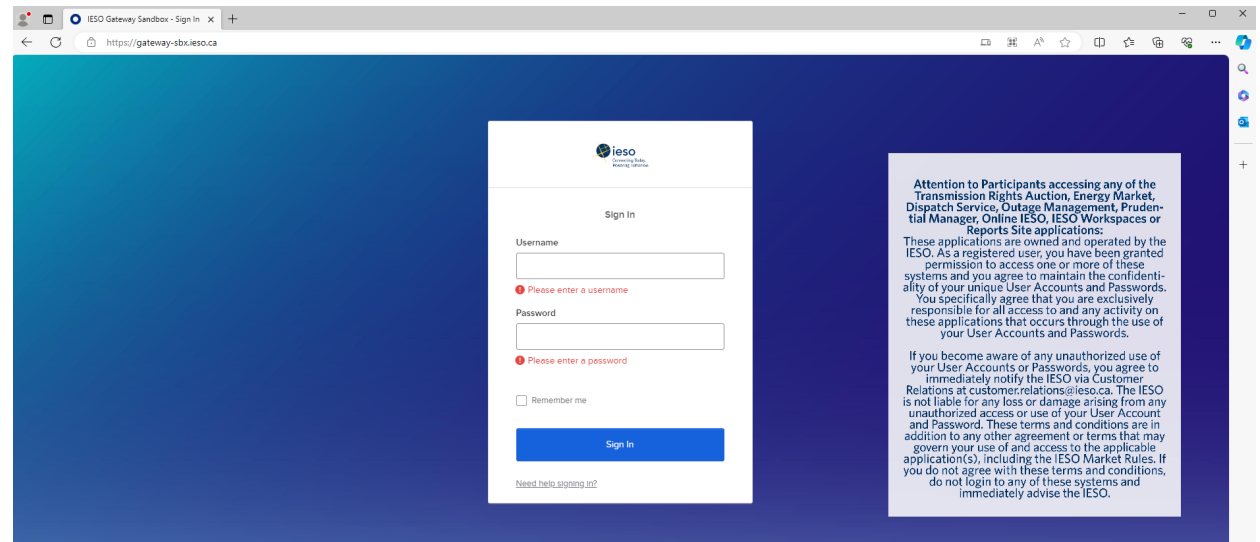 IESO Gateway Sandbox - Sign In
https://gateway-sbx.ieso.ca
ieso
Connecting Today.
Powering Tomorrow.
Sign In
Username
Please enter a username
Password
Please enter a password
Remember me
Sign In
Need help signing in?
Attention to Participants accessing any of the
Transmission Rights Auction, Energy Market,
Dispatch Service, Outage Management, Pruden-
tial Manager, Online IESO, IESO Workspaces or
Reports Site applications:
These applications are owned and operated by the
IESO. As a registered user, you have been granted
permission to access one or more of these
systems and you agree to maintain the confidenti-
ality of your unique User Accounts and Passwords.
You specifically agree that you are exclusively
responsible for all access to and any activity on
these applications that occurs through the use of
your User Accounts and Passwords.
If you become aware of any unauthorized use of
your User Accounts or Passwords, you agree to
immediately notify the IESO via Customer
Relations at customer.relations@ieso.ca. The IESO
is not liable for any loss or damage arising from any
unauthorized access or use of your User Account
and Password. These terms and conditions are in
addition to any other agreement or terms that may
govern your use of and access to the applicable
application(s), including the IESO Market Rules. If
you do not agree with these terms and conditions,
do not login to any of these systems and
immediately advise the IESO.